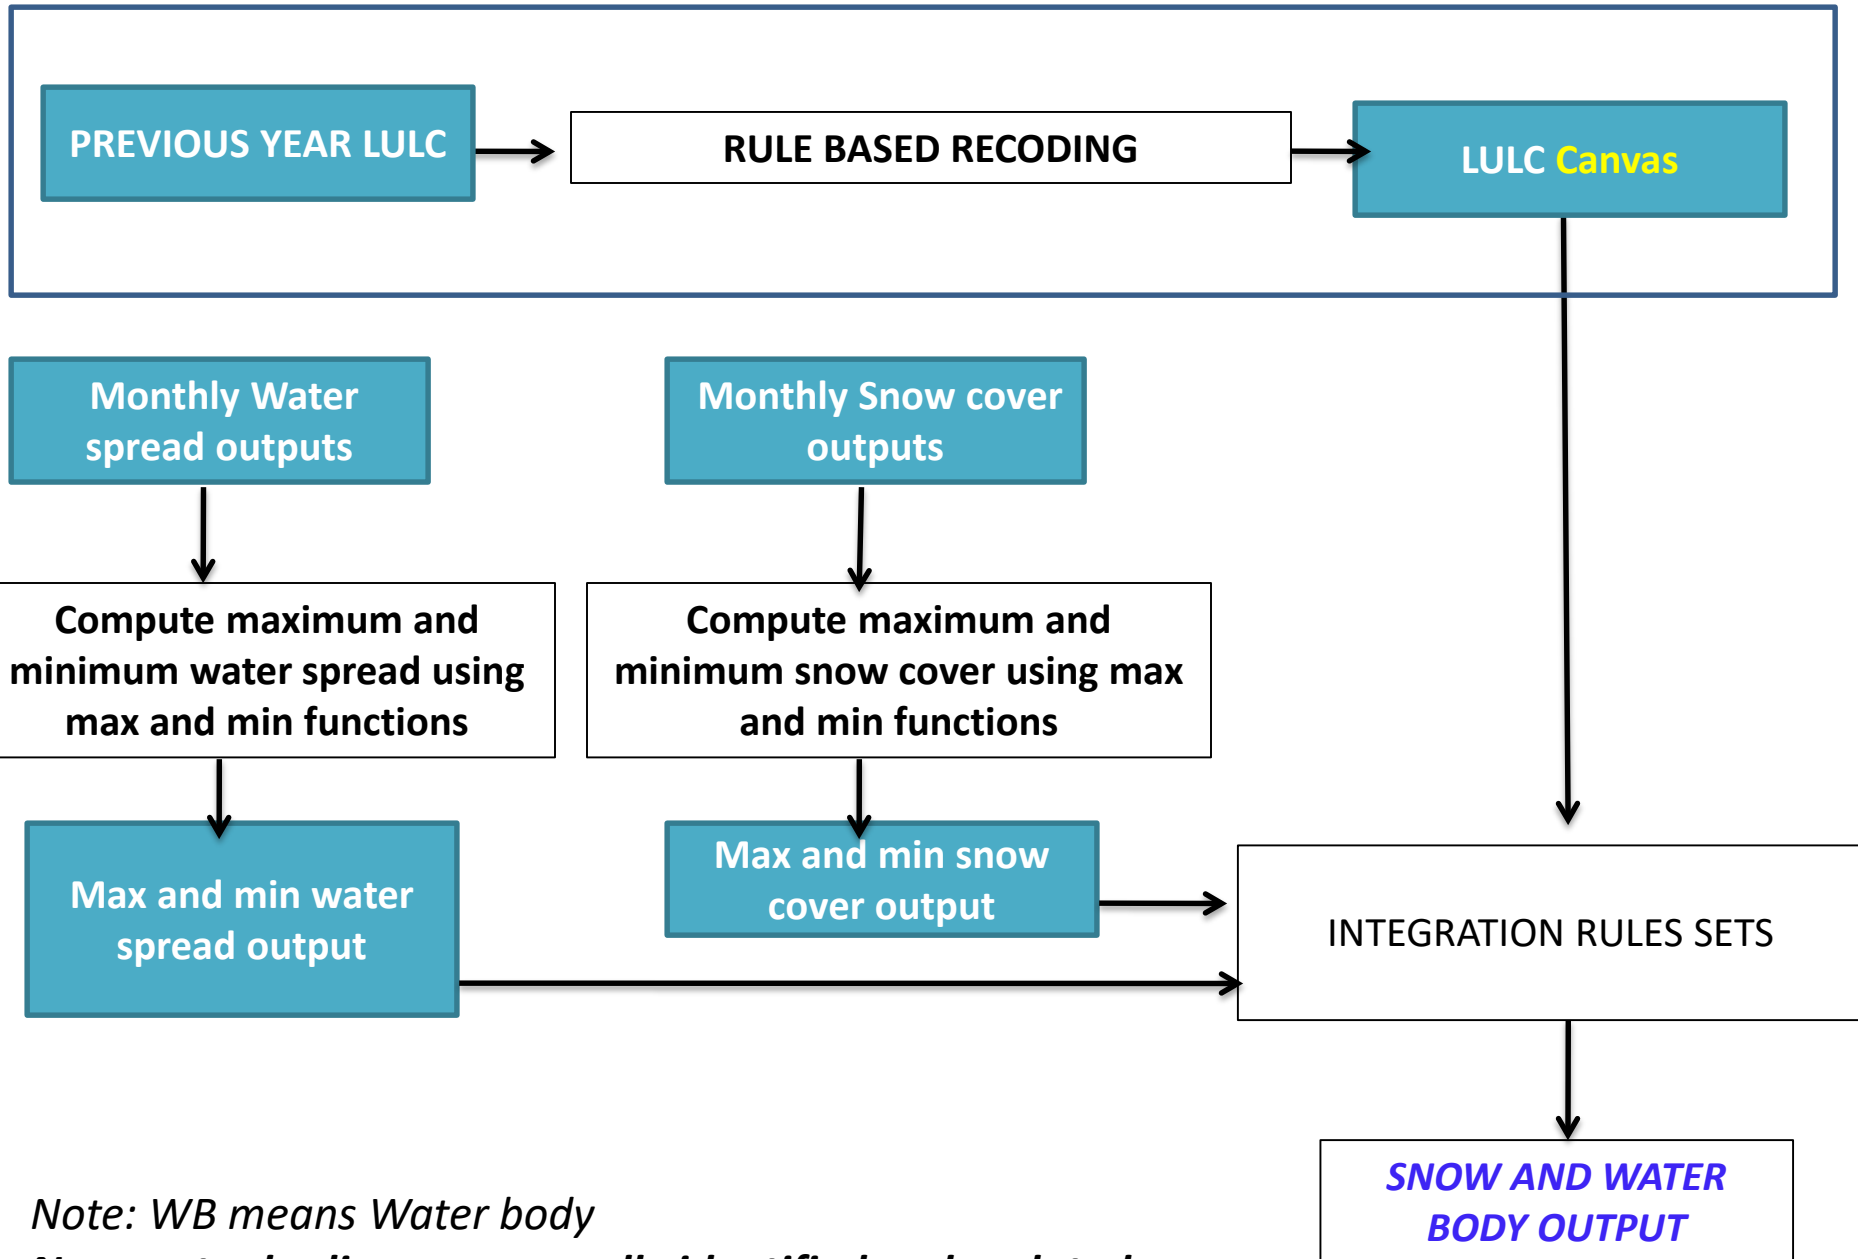 PREVIOUS YEAR LULC
RULE BASED RECODING
LULC Canvas
Monthly Water
spread outputs
Monthly Snow cover
outputs
Compute maximum and
minimum water spread using
max and min functions
Compute maximum and
minimum snow cover using max
and min functions
Max and min water
spread output
Max and min snow
cover output
INTEGRATION RULES SETS
SNOW AND WATER
BODY OUTPUT
Note: WB means Water body